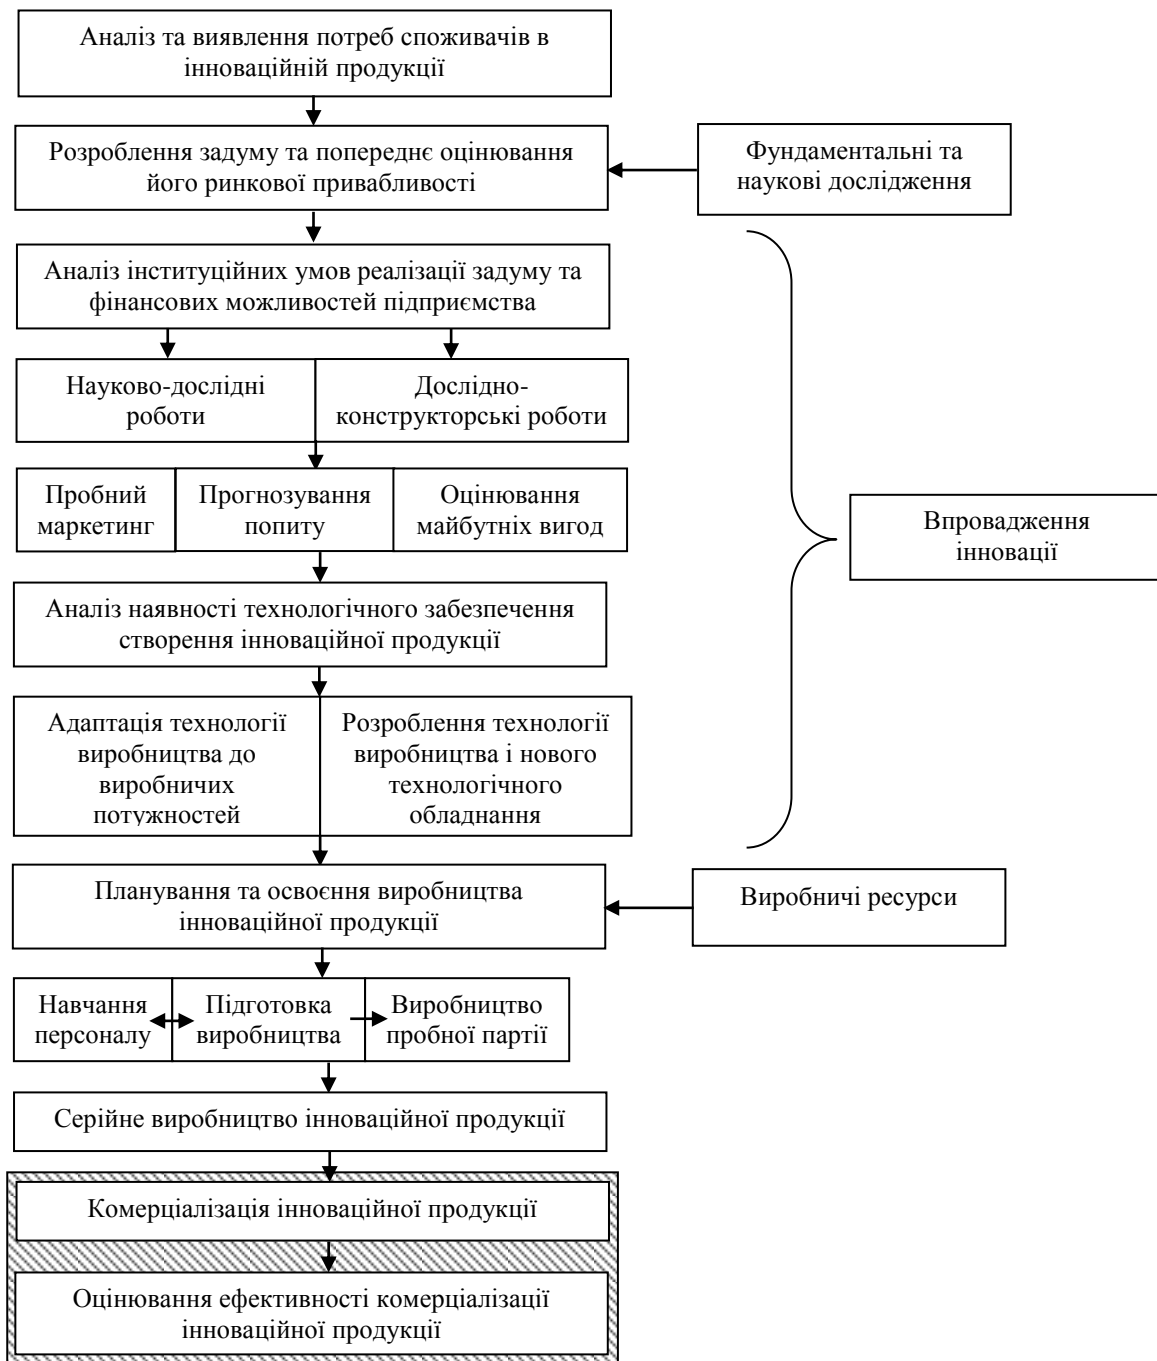 Аналіз та виявлення потреб споживачів в
інноваційній продукції
Розроблення задуму та попереднє оцінювання
його ринкової привабливості
Фундаментальні та
наукові дослідження
Аналіз інституційних умов реалізації задуму та
фінансових можливостей підприємства
Науково-дослідні
роботи
Дослідно-
конструкторські роботи
Пробний
маркетинг
Прогнозування
попиту
Оцінювання
майбутніх вигод
Впровадження
інновації
Аналіз наявності технологічного забезпечення
створення інноваційної продукції
Адаптація технології
виробництва до
виробничих
потужностей
Розроблення технології
виробництва і нового
технологічного
обладнання
Планування та освоєння виробництва
інноваційної продукції
Виробничі ресурси
Навчання
персоналу
Підготовка
виробництва
Виробництво
пробної партії
Серійне виробництво інноваційної продукції
Комерціалізація інноваційної продукції
Оцінювання ефективності комерціалізації
інноваційної продукції